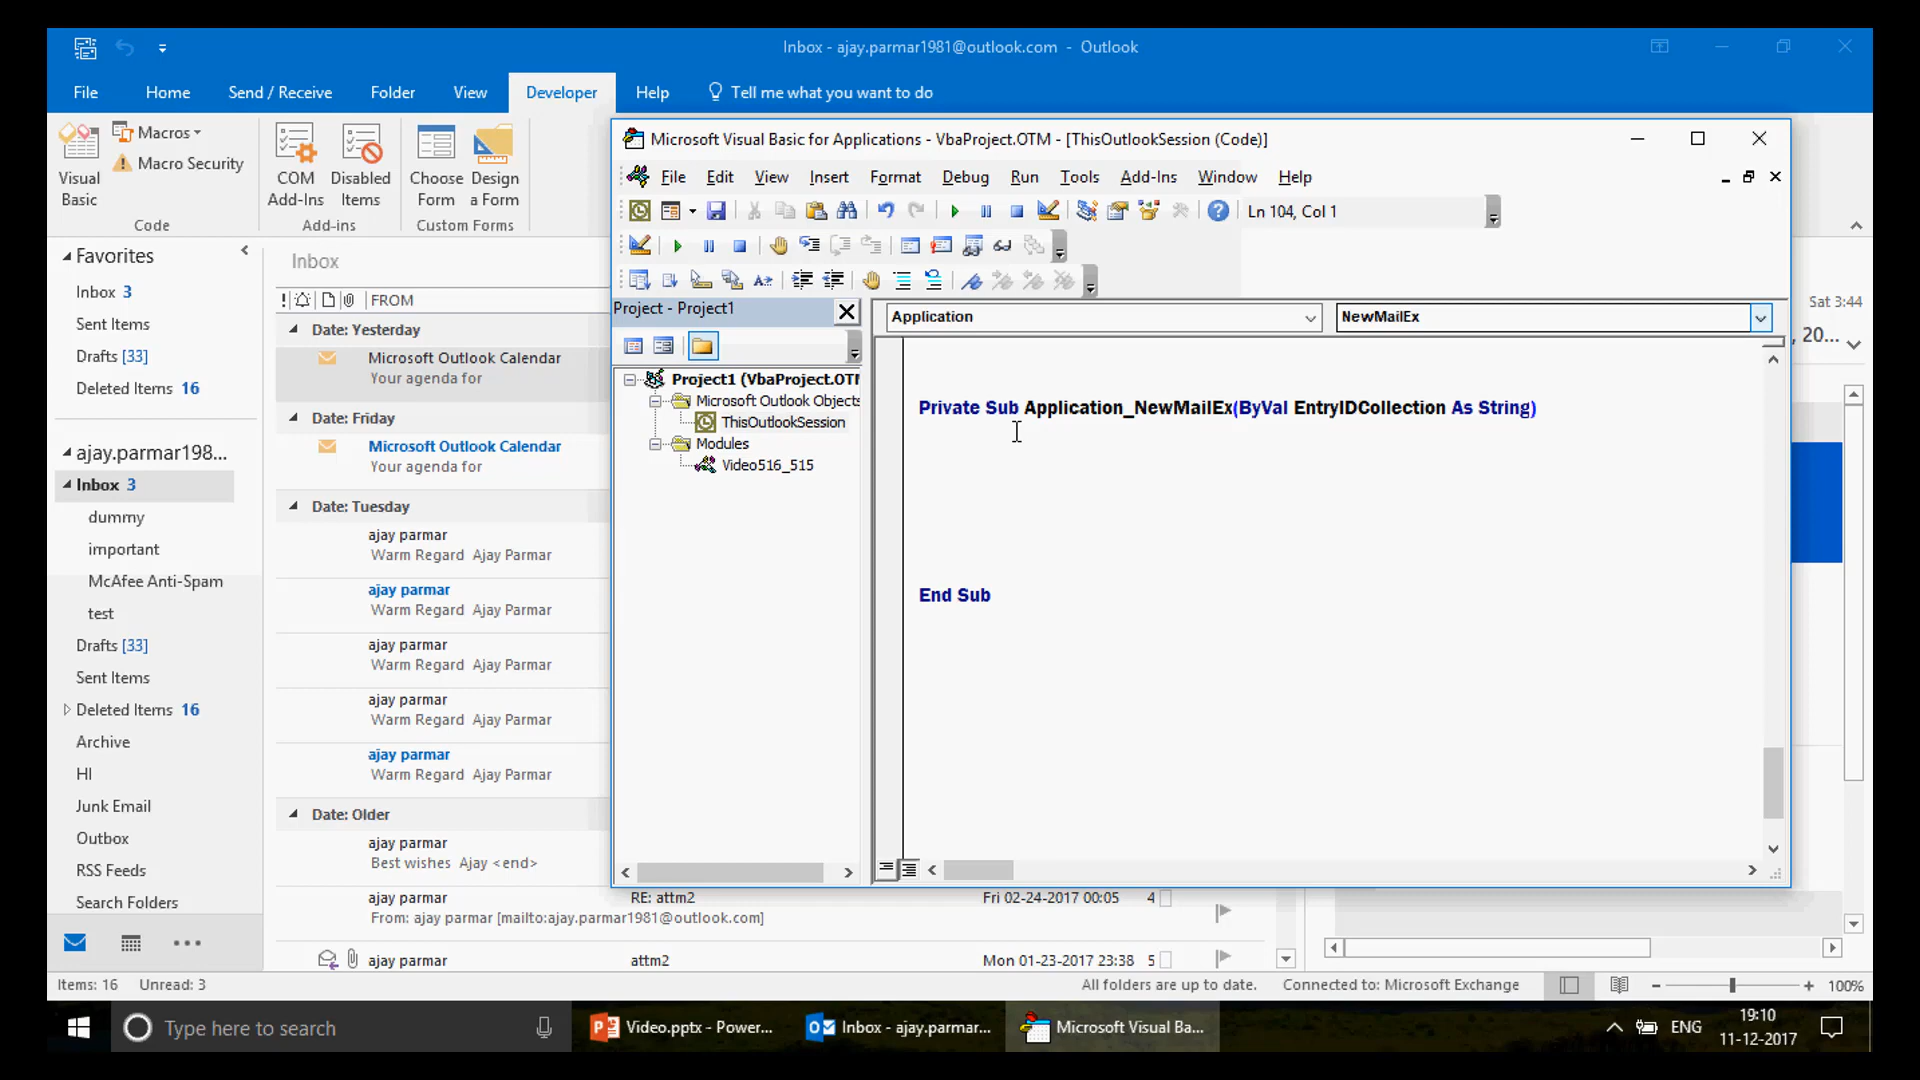 Inbox - ajay.parmar1981@outlook.com - Outlook
File Home Send / Receive Folder View Developer Help Tell me what you want to do
Visual Basic
Macros
Macro Security
Code
COM Add-Ins
Disabled Items
Add-ins
Choose Form
Design a Form
Custom Forms
Favorites
Inbox 3
Sent Items
Drafts [33]
Deleted Items 16
ajay.parmar198...
Inbox 3
dummy
important
McAfee Anti-Spam
test
Drafts [33]
Sent Items
Deleted Items 16
Archive
HI
Junk Email
Outbox
RSS Feeds
Search Folders
Inbox
! FROM
Date: Yesterday
Microsoft Outlook Calendar
Your agenda for
Date: Friday
Microsoft Outlook Calendar
Your agenda for
Date: Tuesday
ajay parmar
Warm Regard Ajay Parmar
ajay parmar
Warm Regard Ajay Parmar
ajay parmar
Warm Regard Ajay Parmar
ajay parmar
Warm Regard Ajay Parmar
ajay parmar
Warm Regard Ajay Parmar
Date: Older
ajay parmar
Best wishes Ajay <end>
ajay parmar RE: attm2 Fri 02-24-2017 00:05 4
From: ajay parmar [mailto:ajay.parmar1981@outlook.com]
ajay parmar attm2 Mon 01-23-2017 23:38 5
Microsoft Visual Basic for Applications - VbaProject.OTM - [ThisOutlookSession (Code)]
File Edit View Insert Format Debug Run Tools Add-Ins Window Help
Ln 104, Col 1
Project - Project1
Project1 (VbaProject.OTM
Microsoft Outlook Objects
ThisOutlookSession
Modules
Video516_515
Application NewMailEx
Private Sub Application_NewMailEx(ByVal EntryIDCollection As String)
End Sub
Sat 3:44
, 20...
Items: 16 Unread: 3 All folders are up to date. Connected to: Microsoft Exchange 100%
Type here to search Video.pptx - Power... Inbox - ajay.parmar... Microsoft Visual Ba... ENG 19:10
11-12-2017